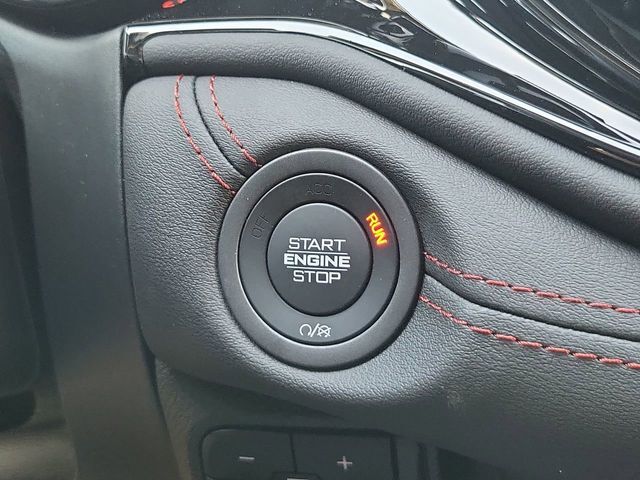 OFF
ACC
RUN
START
ENGINE
STOP
- +